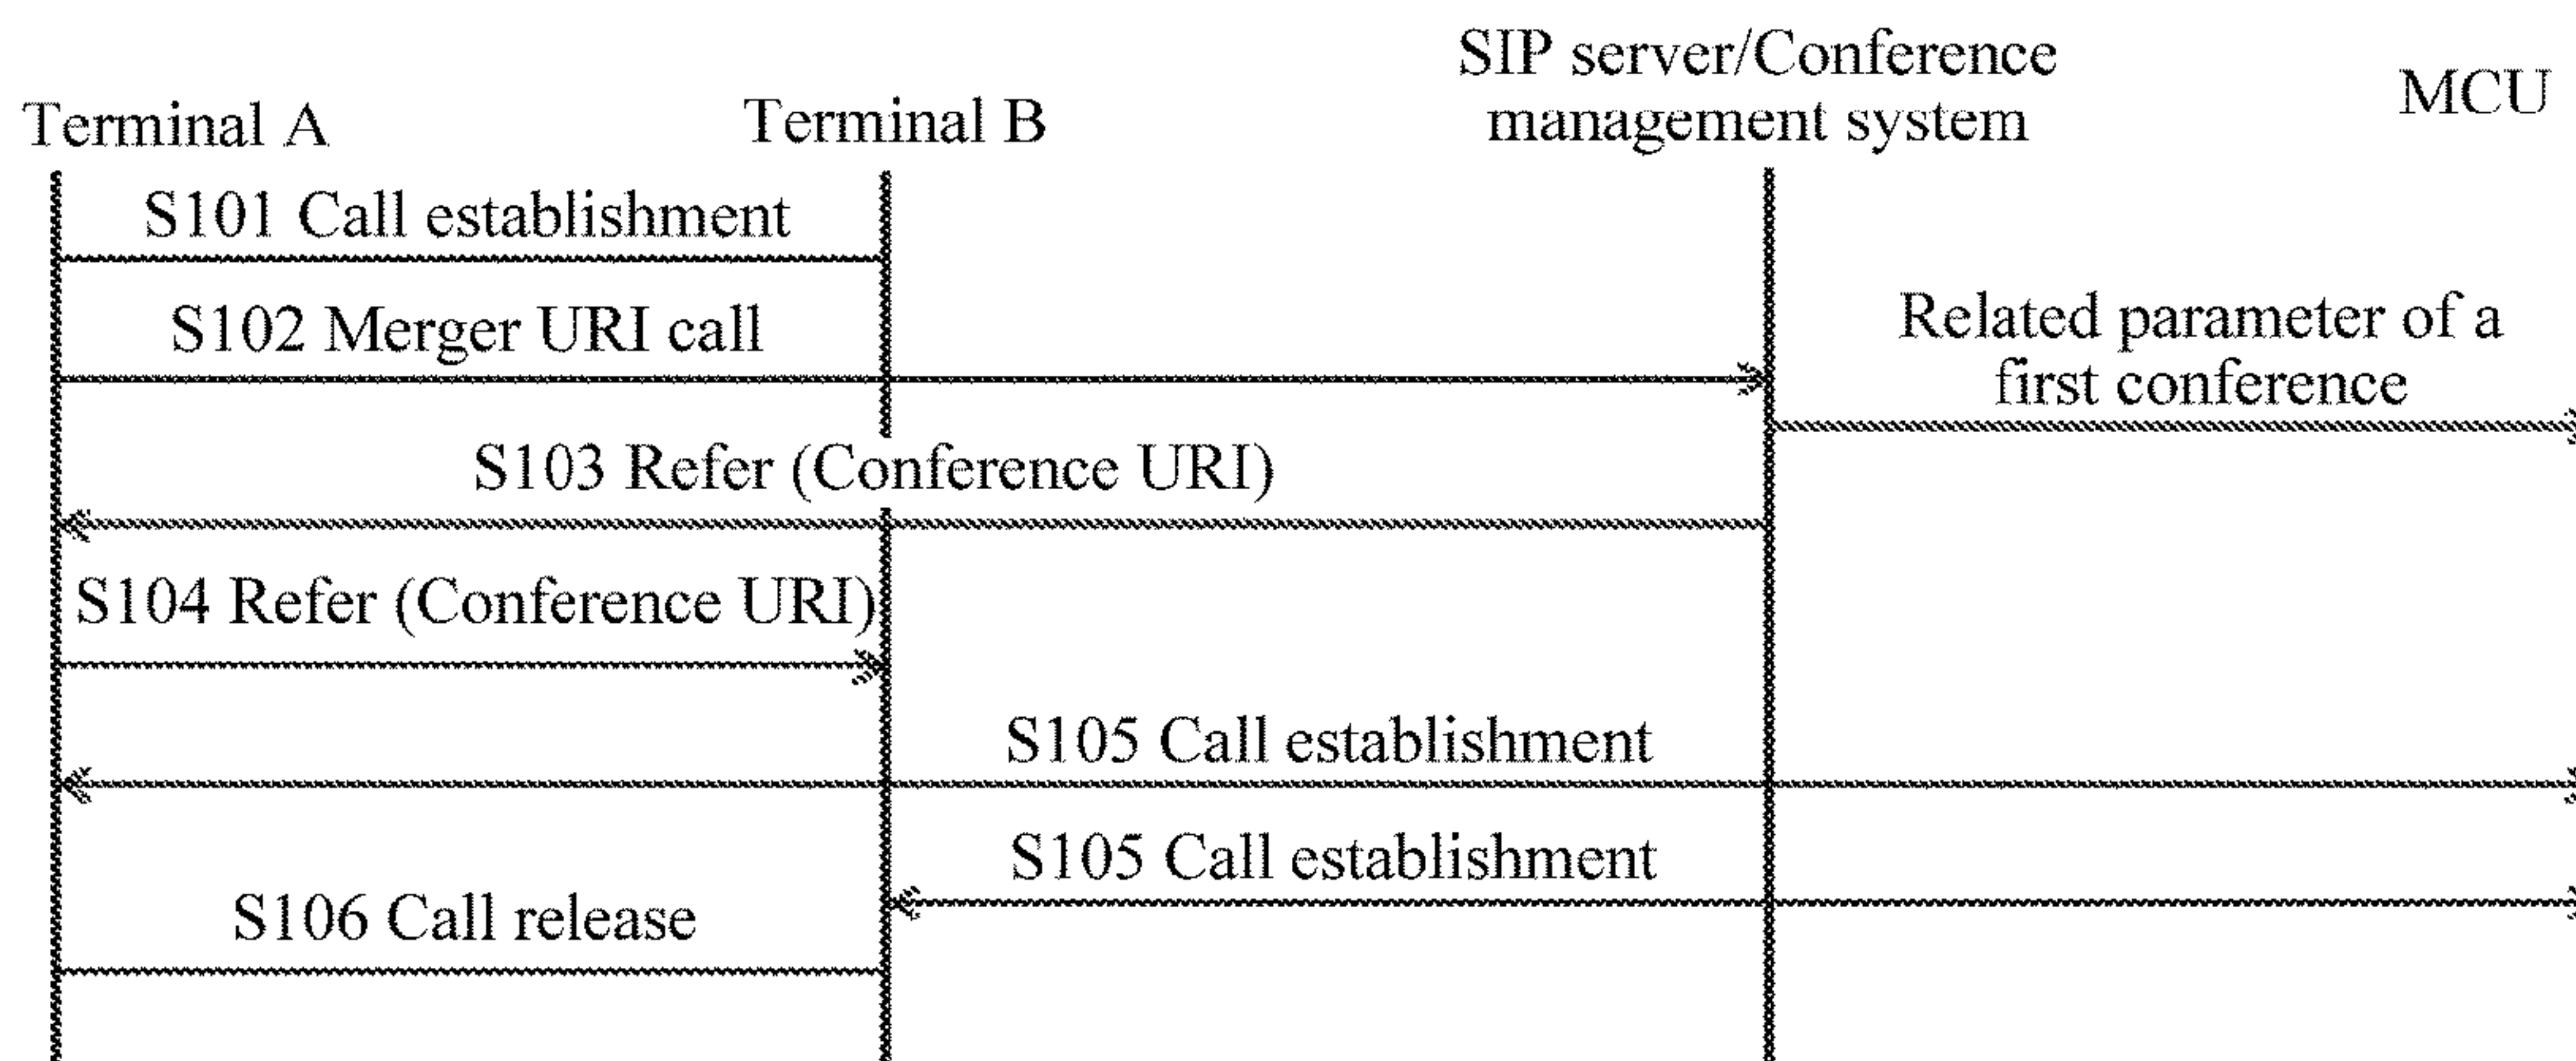 Terminal A
Terminal B
SIP server/Conference
management system
MCU
S101 Call establishment
S102 Merger URI call
Related parameter of a
first conference
S103 Refer (Conference URI)
S104 Refer (Conference URI)
S105 Call establishment
S105 Call establishment
S106 Call release